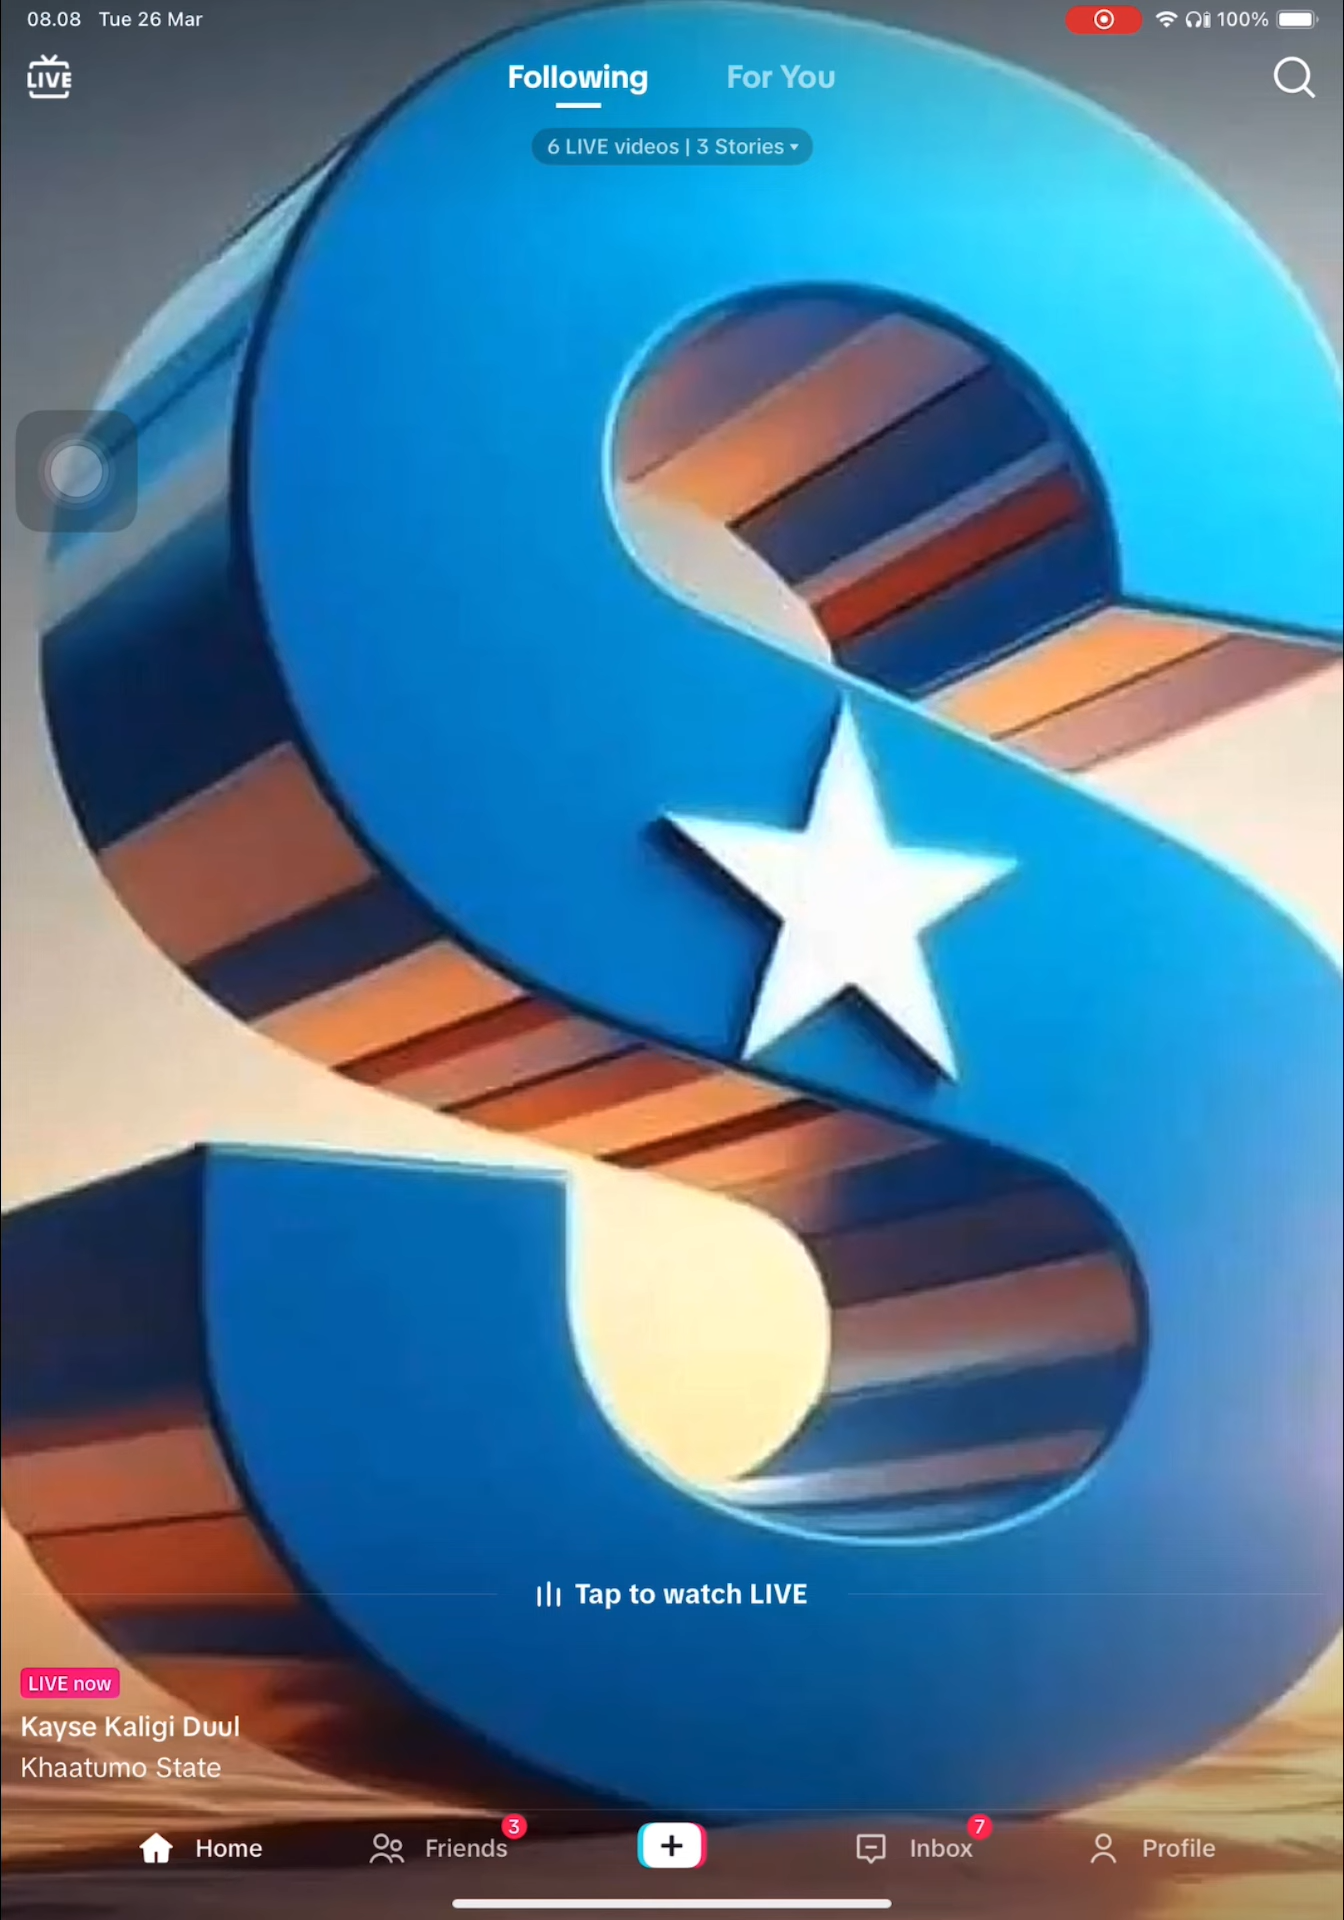 08.08 Tue 26 Mar
100%
LIVE
Following
For You
6 LIVE videos | 3 Stories
Tap to watch LIVE
LIVE now
Kayse Kaligi Duul
Khaatumo State
Home
Friends
3
Inbox
7
Profile